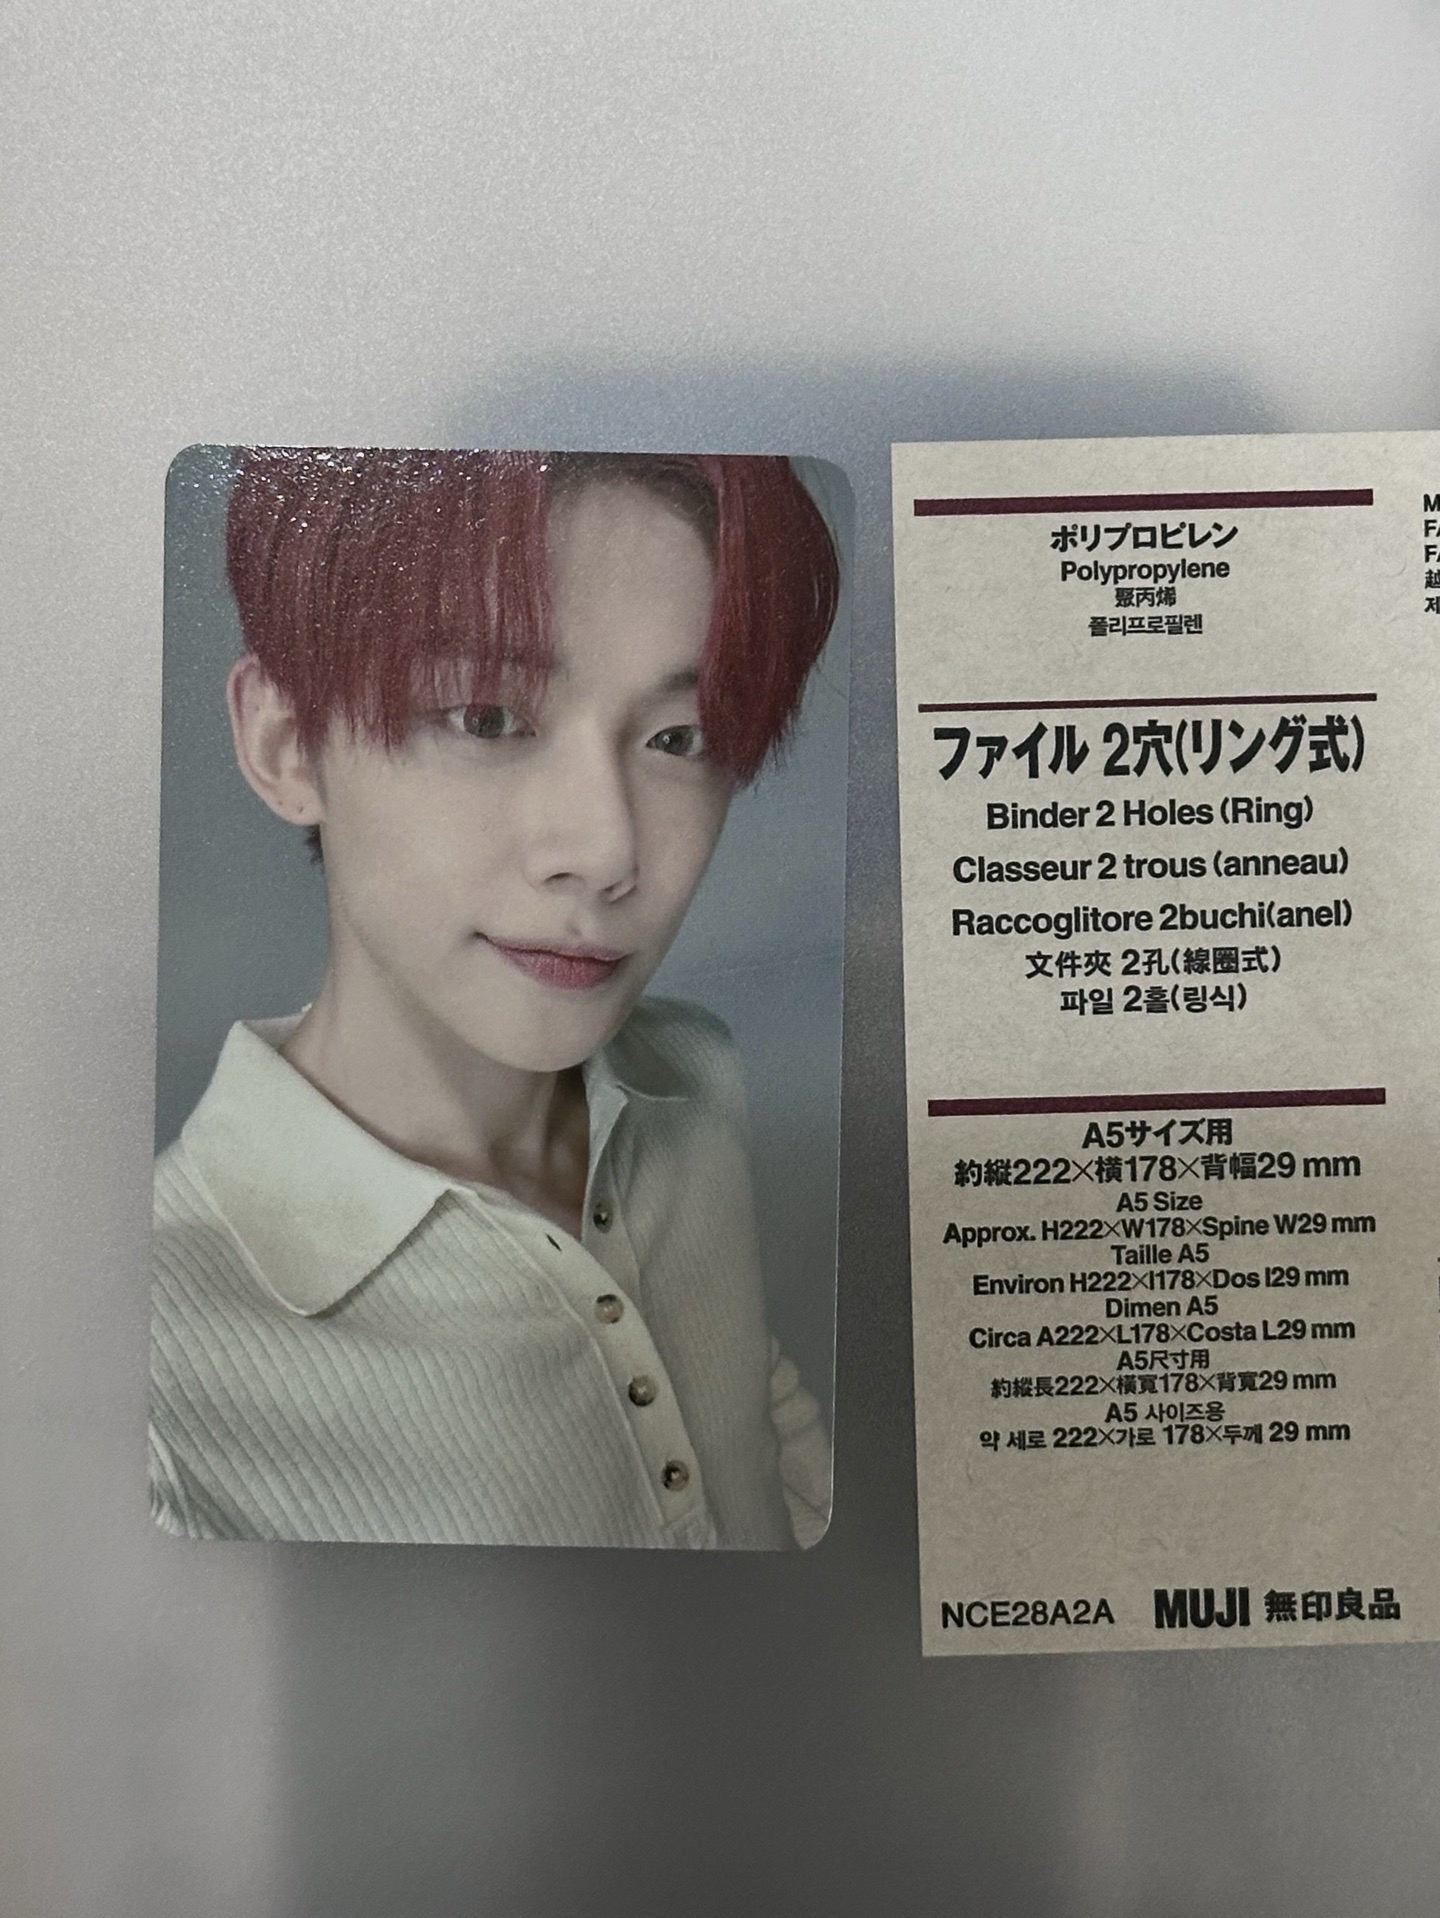 ポリプロピレン
Polypropylene
聚丙烯
폴리프로필렌
ファイル 2穴(リング式)
Binder 2 Holes (Ring)
Classeur 2 trous (anneau)
Raccoglitore 2buchi(anel)
文件夾 2孔(線圈式)
파일 2홀(링식)
A5サイズ用
約縦222×横178×背幅29 mm
A5 Size
Approx. H222×W178×Spine W29 mm
Taille A5
Environ H222×l178×Dos l29 mm
Dimen A5
Circa A222×L178×Costa L29 mm
A5尺寸用
約縱長222×橫寬178×背寬29 mm
A5 사이즈용
약 세로 222×가로 178×두께 29 mm
NCE28A2A MUJI 無印良品